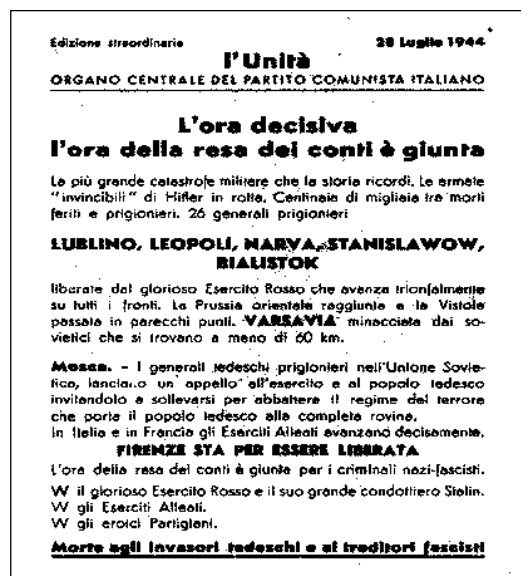 Edizione straordinaria 28 Luglio 1944
l'Unità
ORGANO CENTRALE DEL PARTITO COMUNISTA ITALIANO
L'ora decisiva
l'ora della resa dei conti è giunta
La più grande catastrofe militare che la storia ricordi. Le armate
"invincibili" di Hitler in rotta. Centinaia di migliaia tra morti
feriti e prigionieri. 26 generali prigionieri
LUBLINO, LEOPOLI, NARVA, STANISLAWOW,
BIALISTOK
liberate dal glorioso Esercito Rosso che avanza trionfalmente
su tutti i fronti. La Prussia orientale raggiunta e la Vistola
passata in parecchi punti. VARSAVIA minacciata dai so-
vietici che si trovano a meno di 60 km.
Mosca. - I generali tedeschi prigionieri nell'Unione Sovie-
tica, lanciano un appello all'esercito e al popolo tedesco
invitandolo a sollevarsi per abbattere il regime del terrore
che porta il popolo tedesco alla completa rovina.
In Italia e in Francia gli Eserciti Alleati avanzano decisamente.
FIRENZE STA PER ESSERE LIBERATA
L'ora della resa dei conti è giunta per i criminali nazi-fascisti.
W il glorioso Esercito Rosso e il suo grande condottiero Stalin.
W gli Eserciti Alleati.
W gli eroici Partigiani.
Morte agli invasori tedeschi e ai traditori fascisti